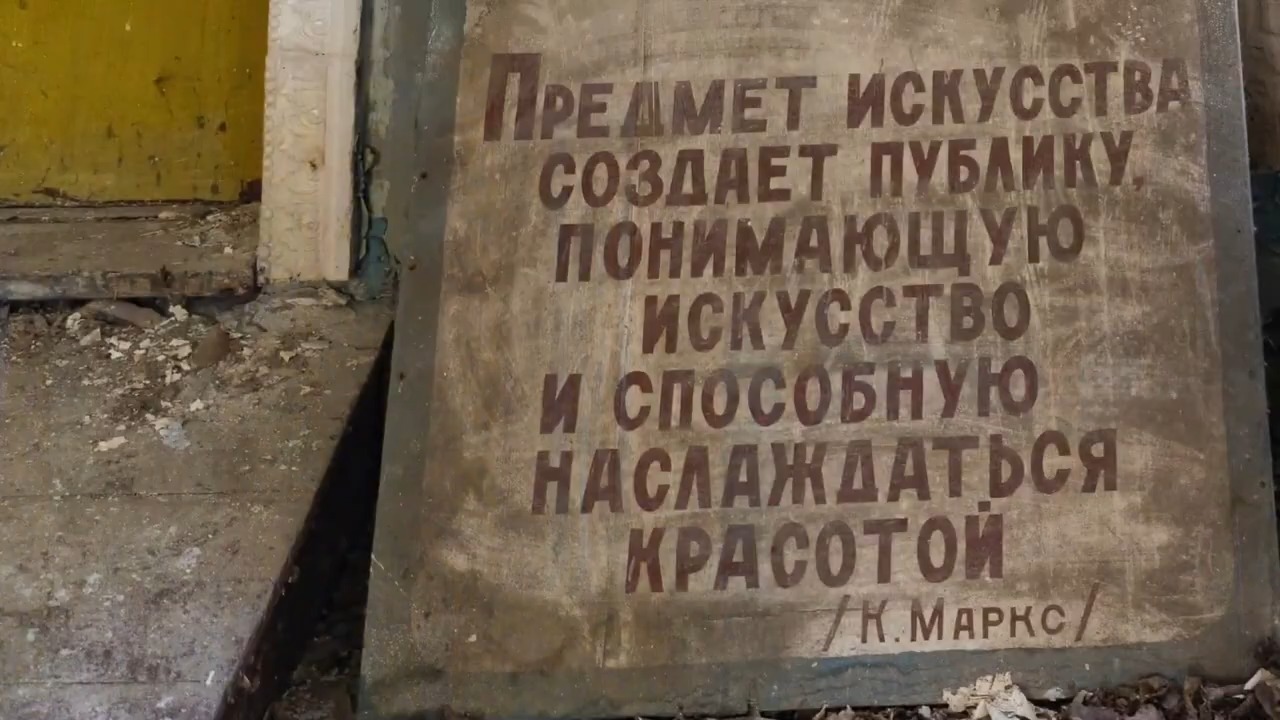 Предмет искусства
создает публику,
понимающую
искусство
и способную
наслаждаться
красотой
/К.Маркс/